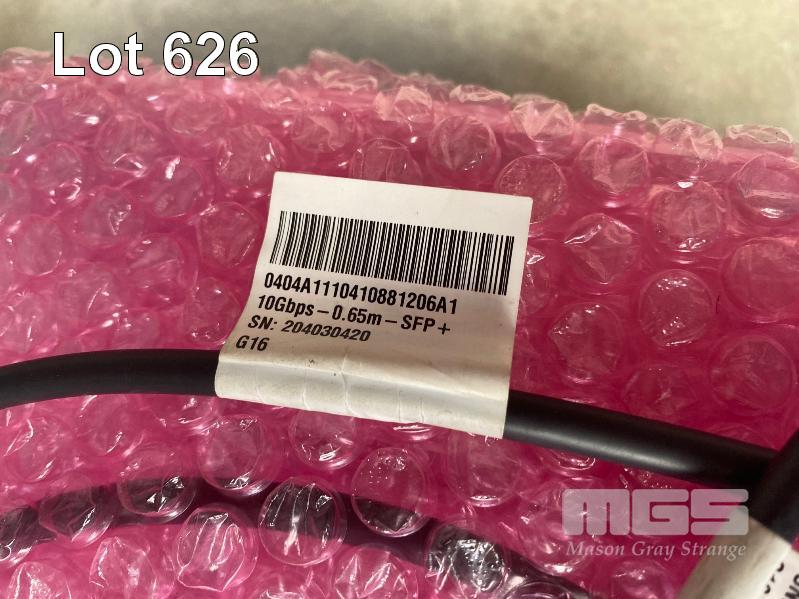 Lot 626
0404A1110410881206A1
10Gbps-0.65m-SFP+
SN: 204030420
G16
MGS
Mason Gray Strange